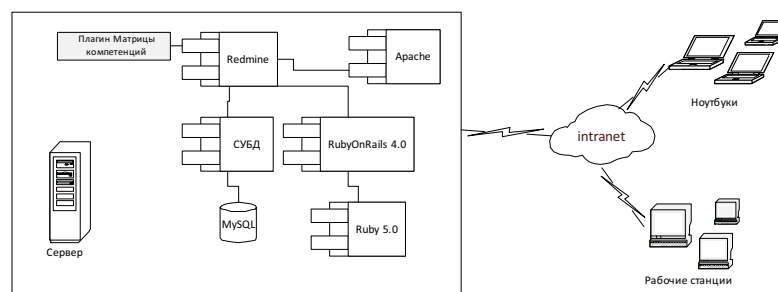 Плагин Матрицы
компетенций
Redmine
Apache
Ноутбуки
СУБД
RubyOnRails 4.0
intranet
MySQL
Ruby 5.0
Сервер
Рабочие станции